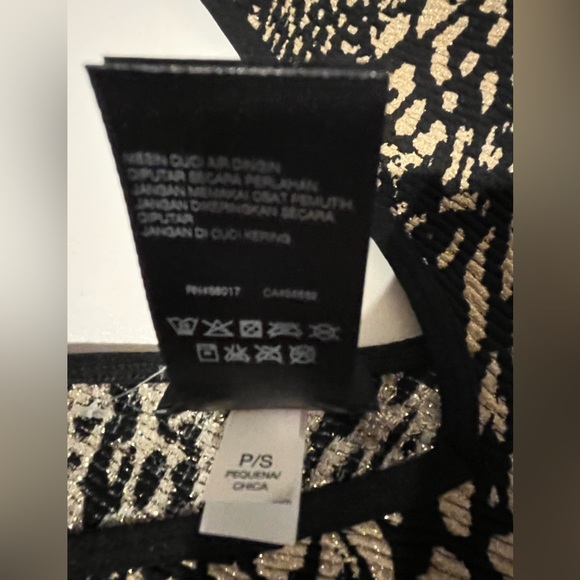 MESIN CUCI AIR DINGIN
DIPUTAR SECARA PERLAHAN
JANGAN MEMAKAI OBAT PEMUTIH
JANGAN DIKERINGKAN SECARA
DIPUTAR
JANGAN DI CUCI KERING
P/S
PEQUENA/
CHICA